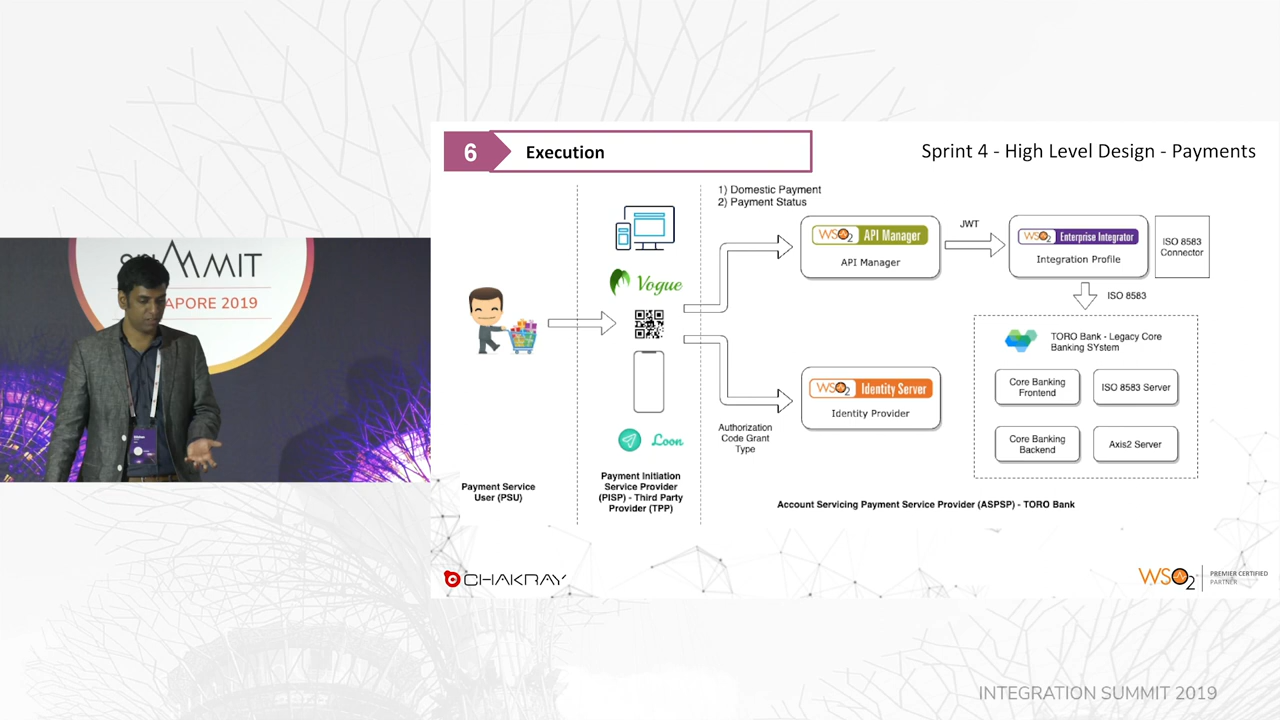 6
Execution
Sprint 4 - High Level Design - Payments
1) Domestic Payment
2) Payment Status
WSO2 API Manager
API Manager
JWT
WSO2 Enterprise Integrator
Integration Profile
ISO 8583
Connector
ISO 8583
Vogue
TORO Bank - Legacy Core
Banking SYstem
Core Banking
Frontend
ISO 8583 Server
Core Banking
Backend
Axis2 Server
WSO2 Identity Server
Identity Provider
Authorization
Code Grant
Type
Loon
Payment Service
User (PSU)
Payment Initiation
Service Provider
(PISP) - Third Party
Provider (TPP)
Account Servicing Payment Service Provider (ASPSP) - TORO Bank
CHAKRAY
WSO2
PREMIER CERTIFIED
PARTNER
APORE 2019
INTEGRATION SUMMIT 2019